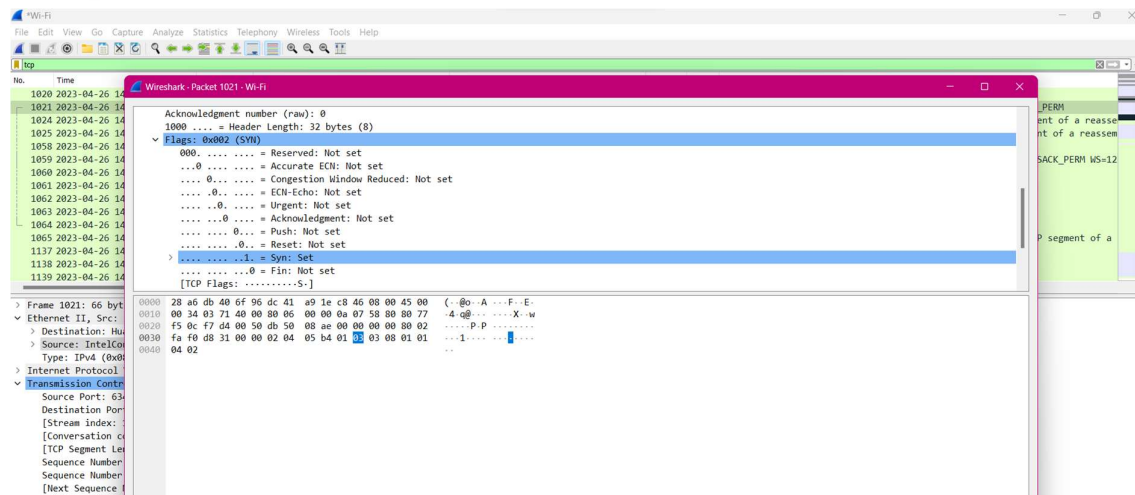 *Wi-Fi
File Edit View Go Capture Analyze Statistics Telephony Wireless Tools Help
tcp
No. Time
1020 2023-04-26 14
1021 2023-04-26 14
1024 2023-04-26 14
1025 2023-04-26 14
1058 2023-04-26 14
1059 2023-04-26 14
1060 2023-04-26 14
1061 2023-04-26 14
1062 2023-04-26 14
1063 2023-04-26 14
1064 2023-04-26 14
1065 2023-04-26 14
1137 2023-04-26 14
1138 2023-04-26 14
1139 2023-04-26 14
_PERM
ent of a reasse
nt of a reassem
SACK_PERM WS=12
P segment of a
Wireshark · Packet 1021 · Wi-Fi
Acknowledgment number (raw): 0
1000 .... = Header Length: 32 bytes (8)
Flags: 0x002 (SYN)
000. .... .... = Reserved: Not set
...0 .... .... = Accurate ECN: Not set
.... 0... .... = Congestion Window Reduced: Not set
.... .0.. .... = ECN-Echo: Not set
.... ..0. .... = Urgent: Not set
.... ...0 .... = Acknowledgment: Not set
.... .... 0... = Push: Not set
.... .... .0.. = Reset: Not set
.... .... ..1. = Syn: Set
.... .... ...0 = Fin: Not set
[TCP Flags: ··········S·]
0000 28 a6 db 40 6f 96 dc 41 a9 1e c8 46 08 00 45 00 (··@o··A ···F··E·
0010 00 34 03 71 40 00 80 06 00 00 0a 07 58 80 80 77 ·4·q@··· ····X··w
0020 f5 0c f7 d4 00 50 db 50 08 ae 00 00 00 00 80 02 ·····P·P ········
0030 fa f0 d8 31 00 00 02 04 05 b4 01 03 03 08 01 01 ···1···· ········
0040 04 02 ··
Frame 1021: 66 byt
Ethernet II, Src:
Destination: Hua
Source: IntelCo
Type: IPv4 (0x08
Internet Protocol
Transmission Contr
Source Port: 634
Destination Por
[Stream index:
[Conversation co
[TCP Segment Len
Sequence Number
Sequence Number
[Next Sequence